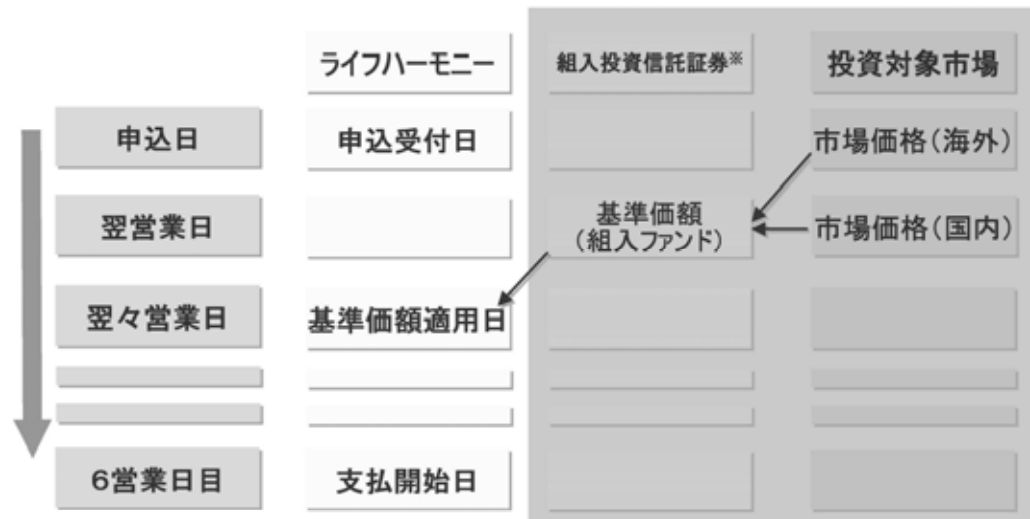 ライフハーモニー 組入投資信託証券※ 投資対象市場
申込日 申込受付日 市場価格(海外)
翌営業日 基準価額 市場価格(国内)
(組入ファンド)
翌々営業日 基準価額適用日
6営業日目 支払開始日